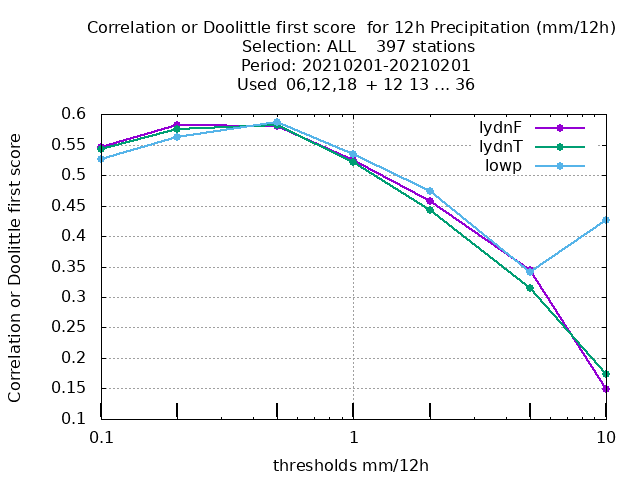 Correlation or Doolittle first score  for 12h Precipitation (mm/12h)
Selection: ALL    397 stations
Period: 20210201-20210201
Used  06,12,18  + 12 13 ... 36
lydnF
lydnT
lowp
Correlation or Doolittle first score
0.6
0.55
0.5
0.45
0.4
0.35
0.3
0.25
0.2
0.15
0.1
0.1
1
10
thresholds mm/12h